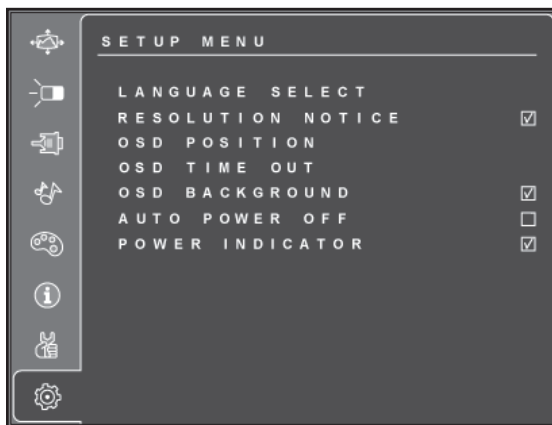 SETUP MENU
LANGUAGE SELECT
RESOLUTION NOTICE ☑
OSD POSITION
OSD TIME OUT
OSD BACKGROUND ☑
AUTO POWER OFF ☐
POWER INDICATOR ☑